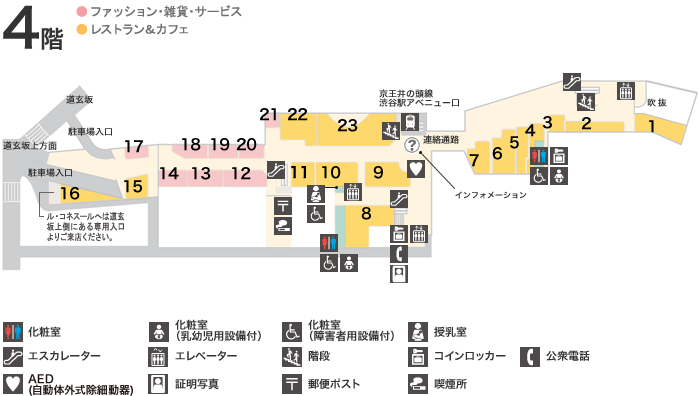 4階
ファッション・雑貨・サービス
レストラン&カフェ
道玄坂
駐車場入口
道玄坂上方面
駐車場入口
京王井の頭線
渋谷駅アベニュー口
連絡通路
吹抜
インフォメーション
ル・コネスールへは道玄
坂上側にある専用入口
よりご来店ください。
1
2
3
4
5
6
7
8
9
10
11
12
13
14
15
16
17
18
19
20
21
22
23
?
化粧室
化粧室
(乳幼児用設備付)
化粧室
(障害者用設備付)
授乳室
エスカレーター
エレベーター
階段
コインロッカー
公衆電話
AED
(自動体外式除細動器)
証明写真
郵便ポスト
喫煙所